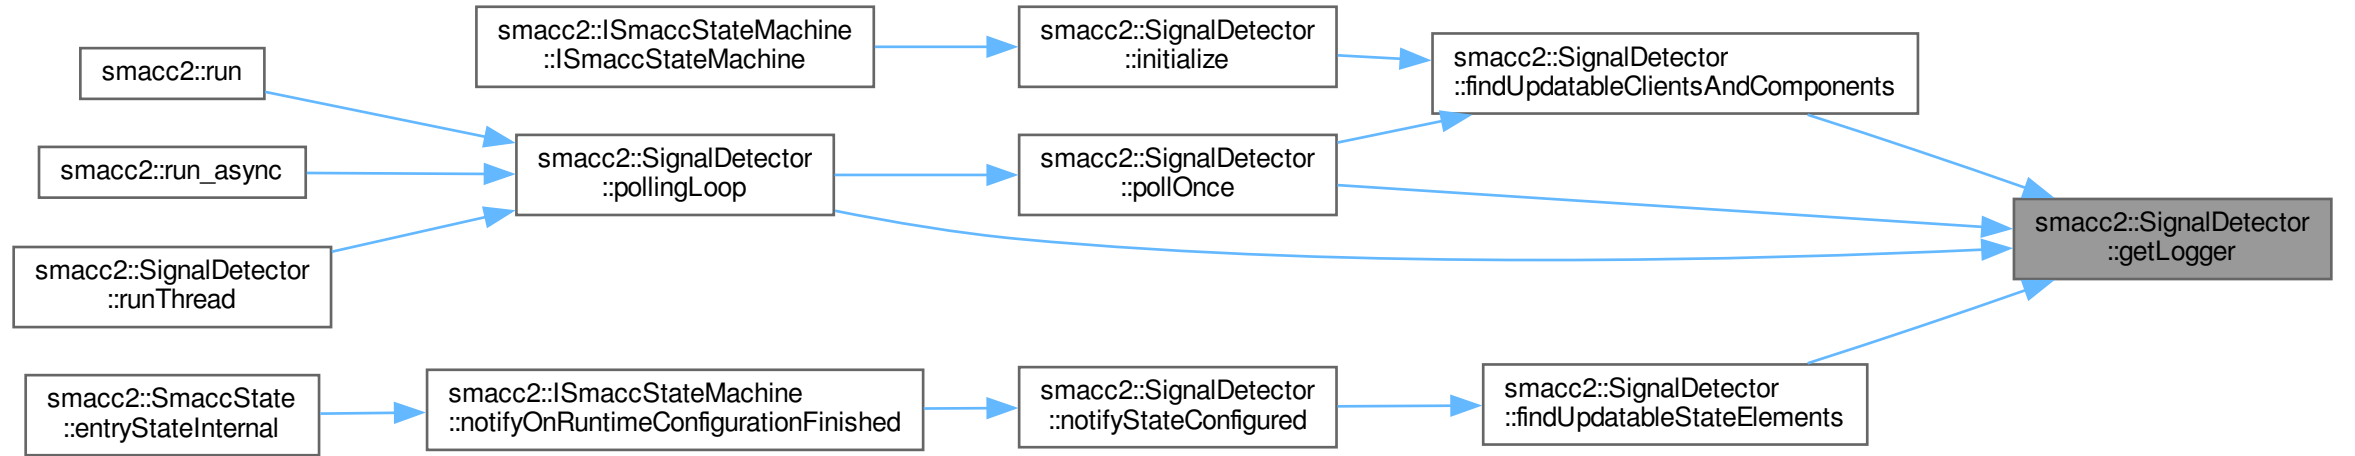 smacc2::ISmaccStateMachine
::ISmaccStateMachine
smacc2::SignalDetector
::initialize
smacc2::SignalDetector
::findUpdatableClientsAndComponents
smacc2::run
smacc2::run_async
smacc2::SignalDetector
::pollingLoop
smacc2::SignalDetector
::pollOnce
smacc2::SignalDetector
::getLogger
smacc2::SignalDetector
::runThread
smacc2::SmaccState
::entryStateInternal
smacc2::ISmaccStateMachine
::notifyOnRuntimeConfigurationFinished
smacc2::SignalDetector
::notifyStateConfigured
smacc2::SignalDetector
::findUpdatableStateElements